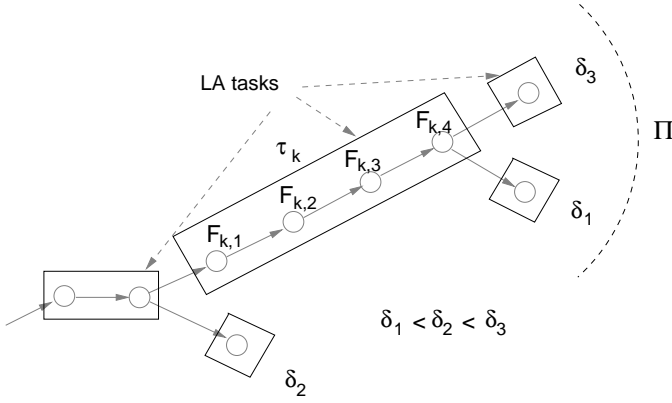 δ3
LA tasks
Π
F k,4
τ k
F k,3
F k,2
δ1
F k,1
δ1 < δ2 < δ3
δ2